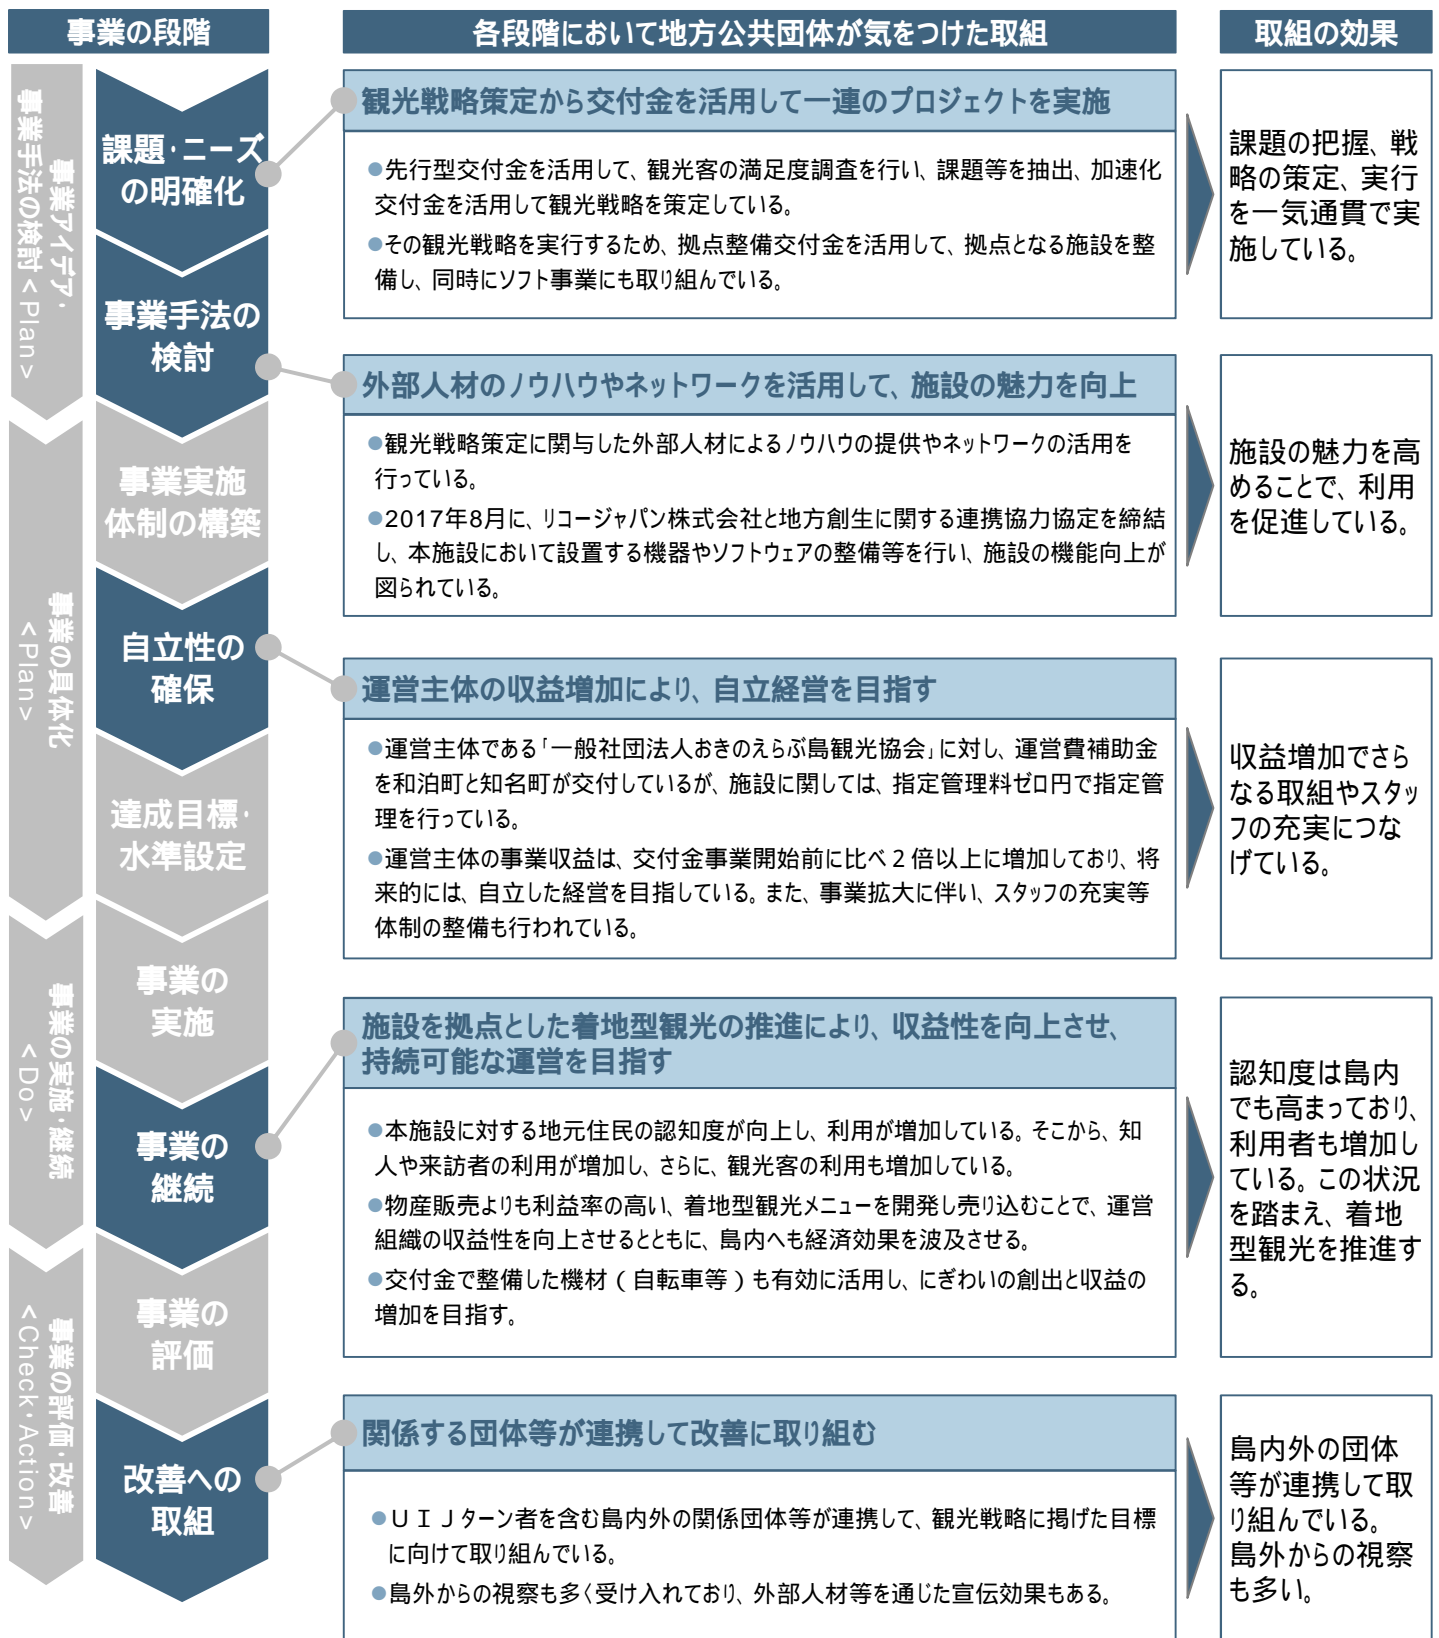 事業の段階
各段階において地方公共団体が気をつけた取組
取組の効果
事業アイデア・
事業手法の検討<Plan>
課題・ニーズ
の明確化
観光戦略策定から交付金を活用して一連のプロジェクトを実施
●先行型交付金を活用して、観光客の満足度調査を行い、課題等を抽出、加速化
交付金を活用して観光戦略を策定している。
●その観光戦略を実行するため、拠点整備交付金を活用して、拠点となる施設を整
備し、同時にソフト事業にも取り組んでいる。
課題の把握、戦
略の策定、実行
を一気通貫で実
施している。
事業手法の
検討
外部人材のノウハウやネットワークを活用して、施設の魅力を向上
●観光戦略策定に関与した外部人材によるノウハウの提供やネットワークの活用を
行っている。
●2017年8月に、リコージャパン株式会社と地方創生に関する連携協力協定を締結
し、本施設において設置する機器やソフトウェアの整備等を行い、施設の機能向上が
図られている。
施設の魅力を高
めることで、利用
を促進している。
事業の具体化
<Plan>
事業実施
体制の構築
自立性の
確保
運営主体の収益増加により、自立経営を目指す
●運営主体である「一般社団法人おきのえらぶ島観光協会」に対し、運営費補助金
を和泊町と知名町が交付しているが、施設に関しては、指定管理料ゼロ円で指定管
理を行っている。
●運営主体の事業収益は、交付金事業開始前に比べ2倍以上に増加しており、将
来的には、自立した経営を目指している。また、事業拡大に伴い、スタッフの充実等
体制の整備も行われている。
収益増加でさら
なる取組やスタッ
フの充実につな
げている。
達成目標・
水準設定
事業の実施・継続
<Do>
事業の
実施
事業の
継続
施設を拠点とした着地型観光の推進により、収益性を向上させ、
持続可能な運営を目指す
●本施設に対する地元住民の認知度が向上し、利用が増加している。そこから、知
人や来訪者の利用が増加し、さらに、観光客の利用も増加している。
●物産販売よりも利益率の高い、着地型観光メニューを開発し売り込むことで、運営
組織の収益性を向上させるとともに、島内へも経済効果を波及させる。
●交付金で整備した機材(自転車等)も有効に活用し、にぎわいの創出と収益の
増加を目指す。
認知度は島内
でも高まっており、
利用者も増加し
ている。この状況
を踏まえ、着地
型観光を推進す
る。
事業の評価・改善
<Check・Action>
事業の
評価
改善への
取組
関係する団体等が連携して改善に取り組む
●UIJターン者を含む島内外の関係団体等が連携して、観光戦略に掲げた目標
に向けて取り組んでいる。
●島外からの視察も多く受け入れており、外部人材等を通じた宣伝効果もある。
島内外の団体
等が連携して取
り組んでいる。
島外からの視察
も多い。